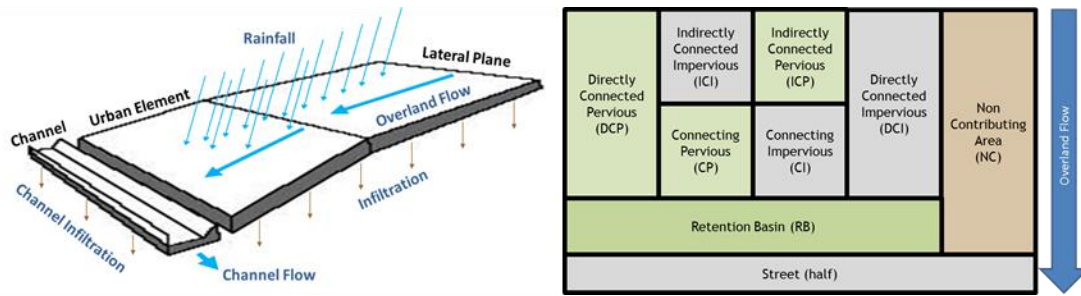 Rainfall
Lateral Plane
Urban Element
Overland Flow
Channel
Infiltration
Channel Infiltration
Channel Flow
Directly
Connected
Pervious
(DCP)
Indirectly
Connected
Impervious
(ICI)
Indirectly
Connected
Pervious
(ICP)
Connecting
Pervious
(CP)
Connecting
Impervious
(CI)
Directly
Connected
Impervious
(DCI)
Non
Contributing
Area
(NC)
Retention Basin (RB)
Street (half)
Overland Flow